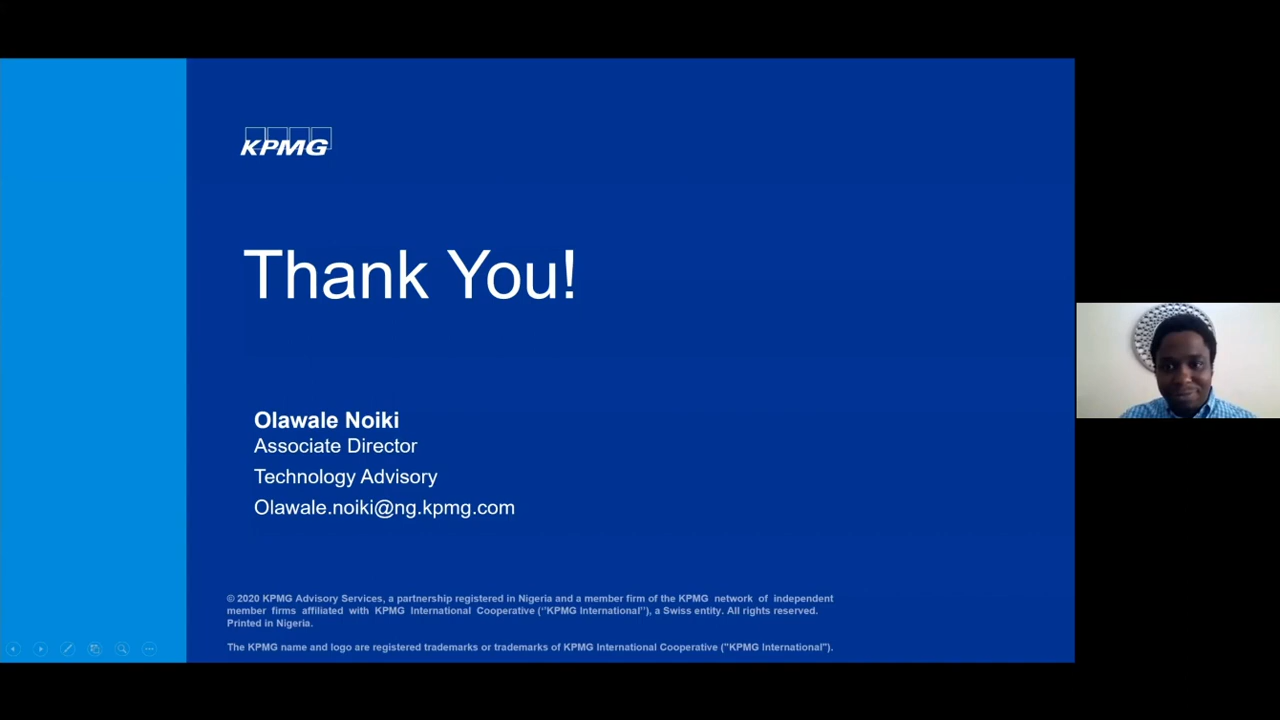 KPMG
Thank You!
Olawale Noiki
Associate Director
Technology Advisory
Olawale.noiki@ng.kpmg.com
© 2020 KPMG Advisory Services, a partnership registered in Nigeria and a member firm of the KPMG network of independent
member firms affiliated with KPMG International Cooperative (‘'KPMG International’'), a Swiss entity. All rights reserved.
Printed in Nigeria.
The KPMG name and logo are registered trademarks or trademarks of KPMG International Cooperative ("KPMG International").